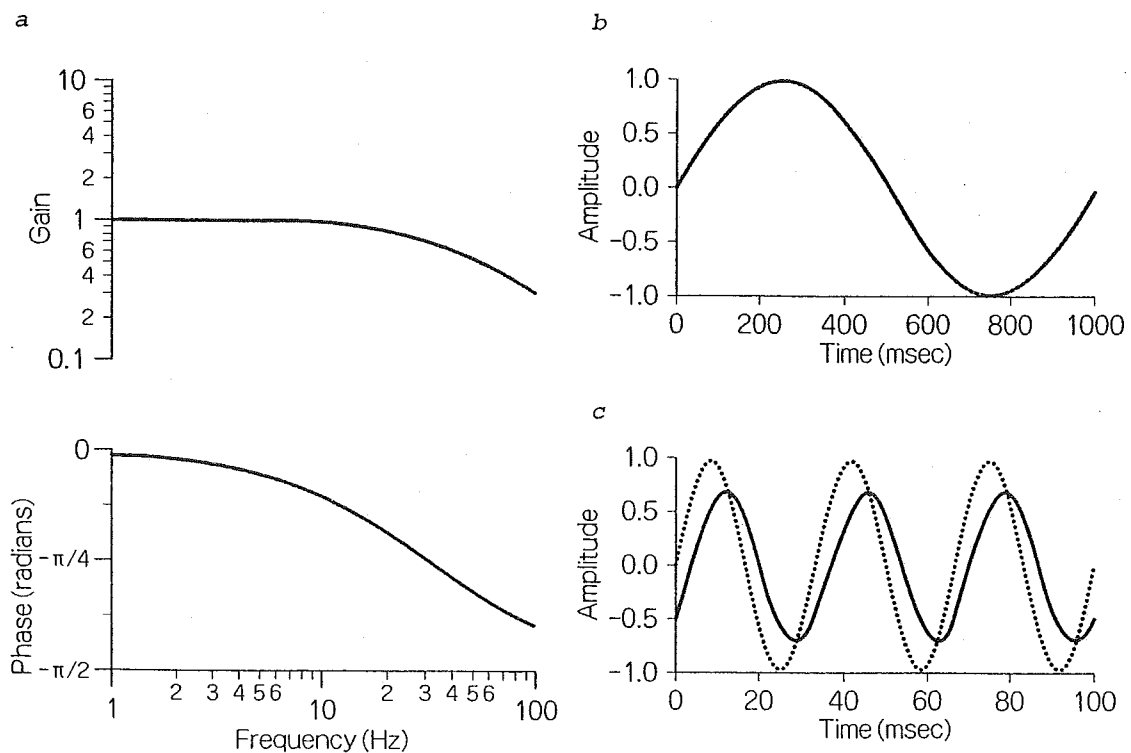 a
10
6
4
2
1
6
4
2
0.1
Gain
0
-π/4
-π/2
Phase (radians)
1 2 3 4 5 6 10 2 3 4 5 6 100
Frequency (Hz)
b
1.0
0.5
0.0
-0.5
-1.0
Amplitude
0 200 400 600 800 1000
Time (msec)
c
1.0
0.5
0.0
-0.5
-1.0
Amplitude
0 20 40 60 80 100
Time (msec)